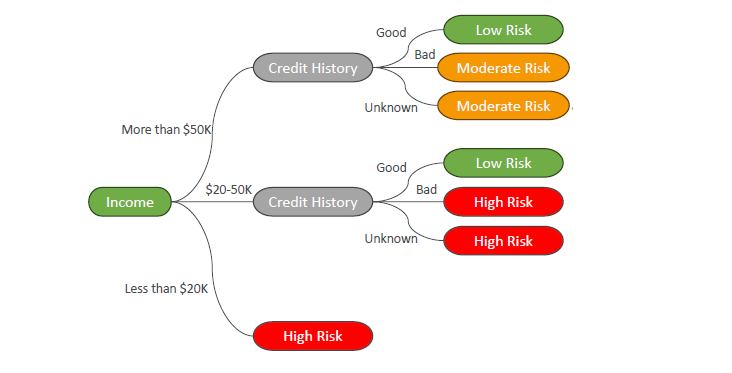 Good
Low Risk
Bad
Credit History
Moderate Risk
Unknown
Moderate Risk
More than $50K
Good
Low Risk
Income
$20-50K
Credit History
Bad
High Risk
Unknown
High Risk
Less than $20K
High Risk